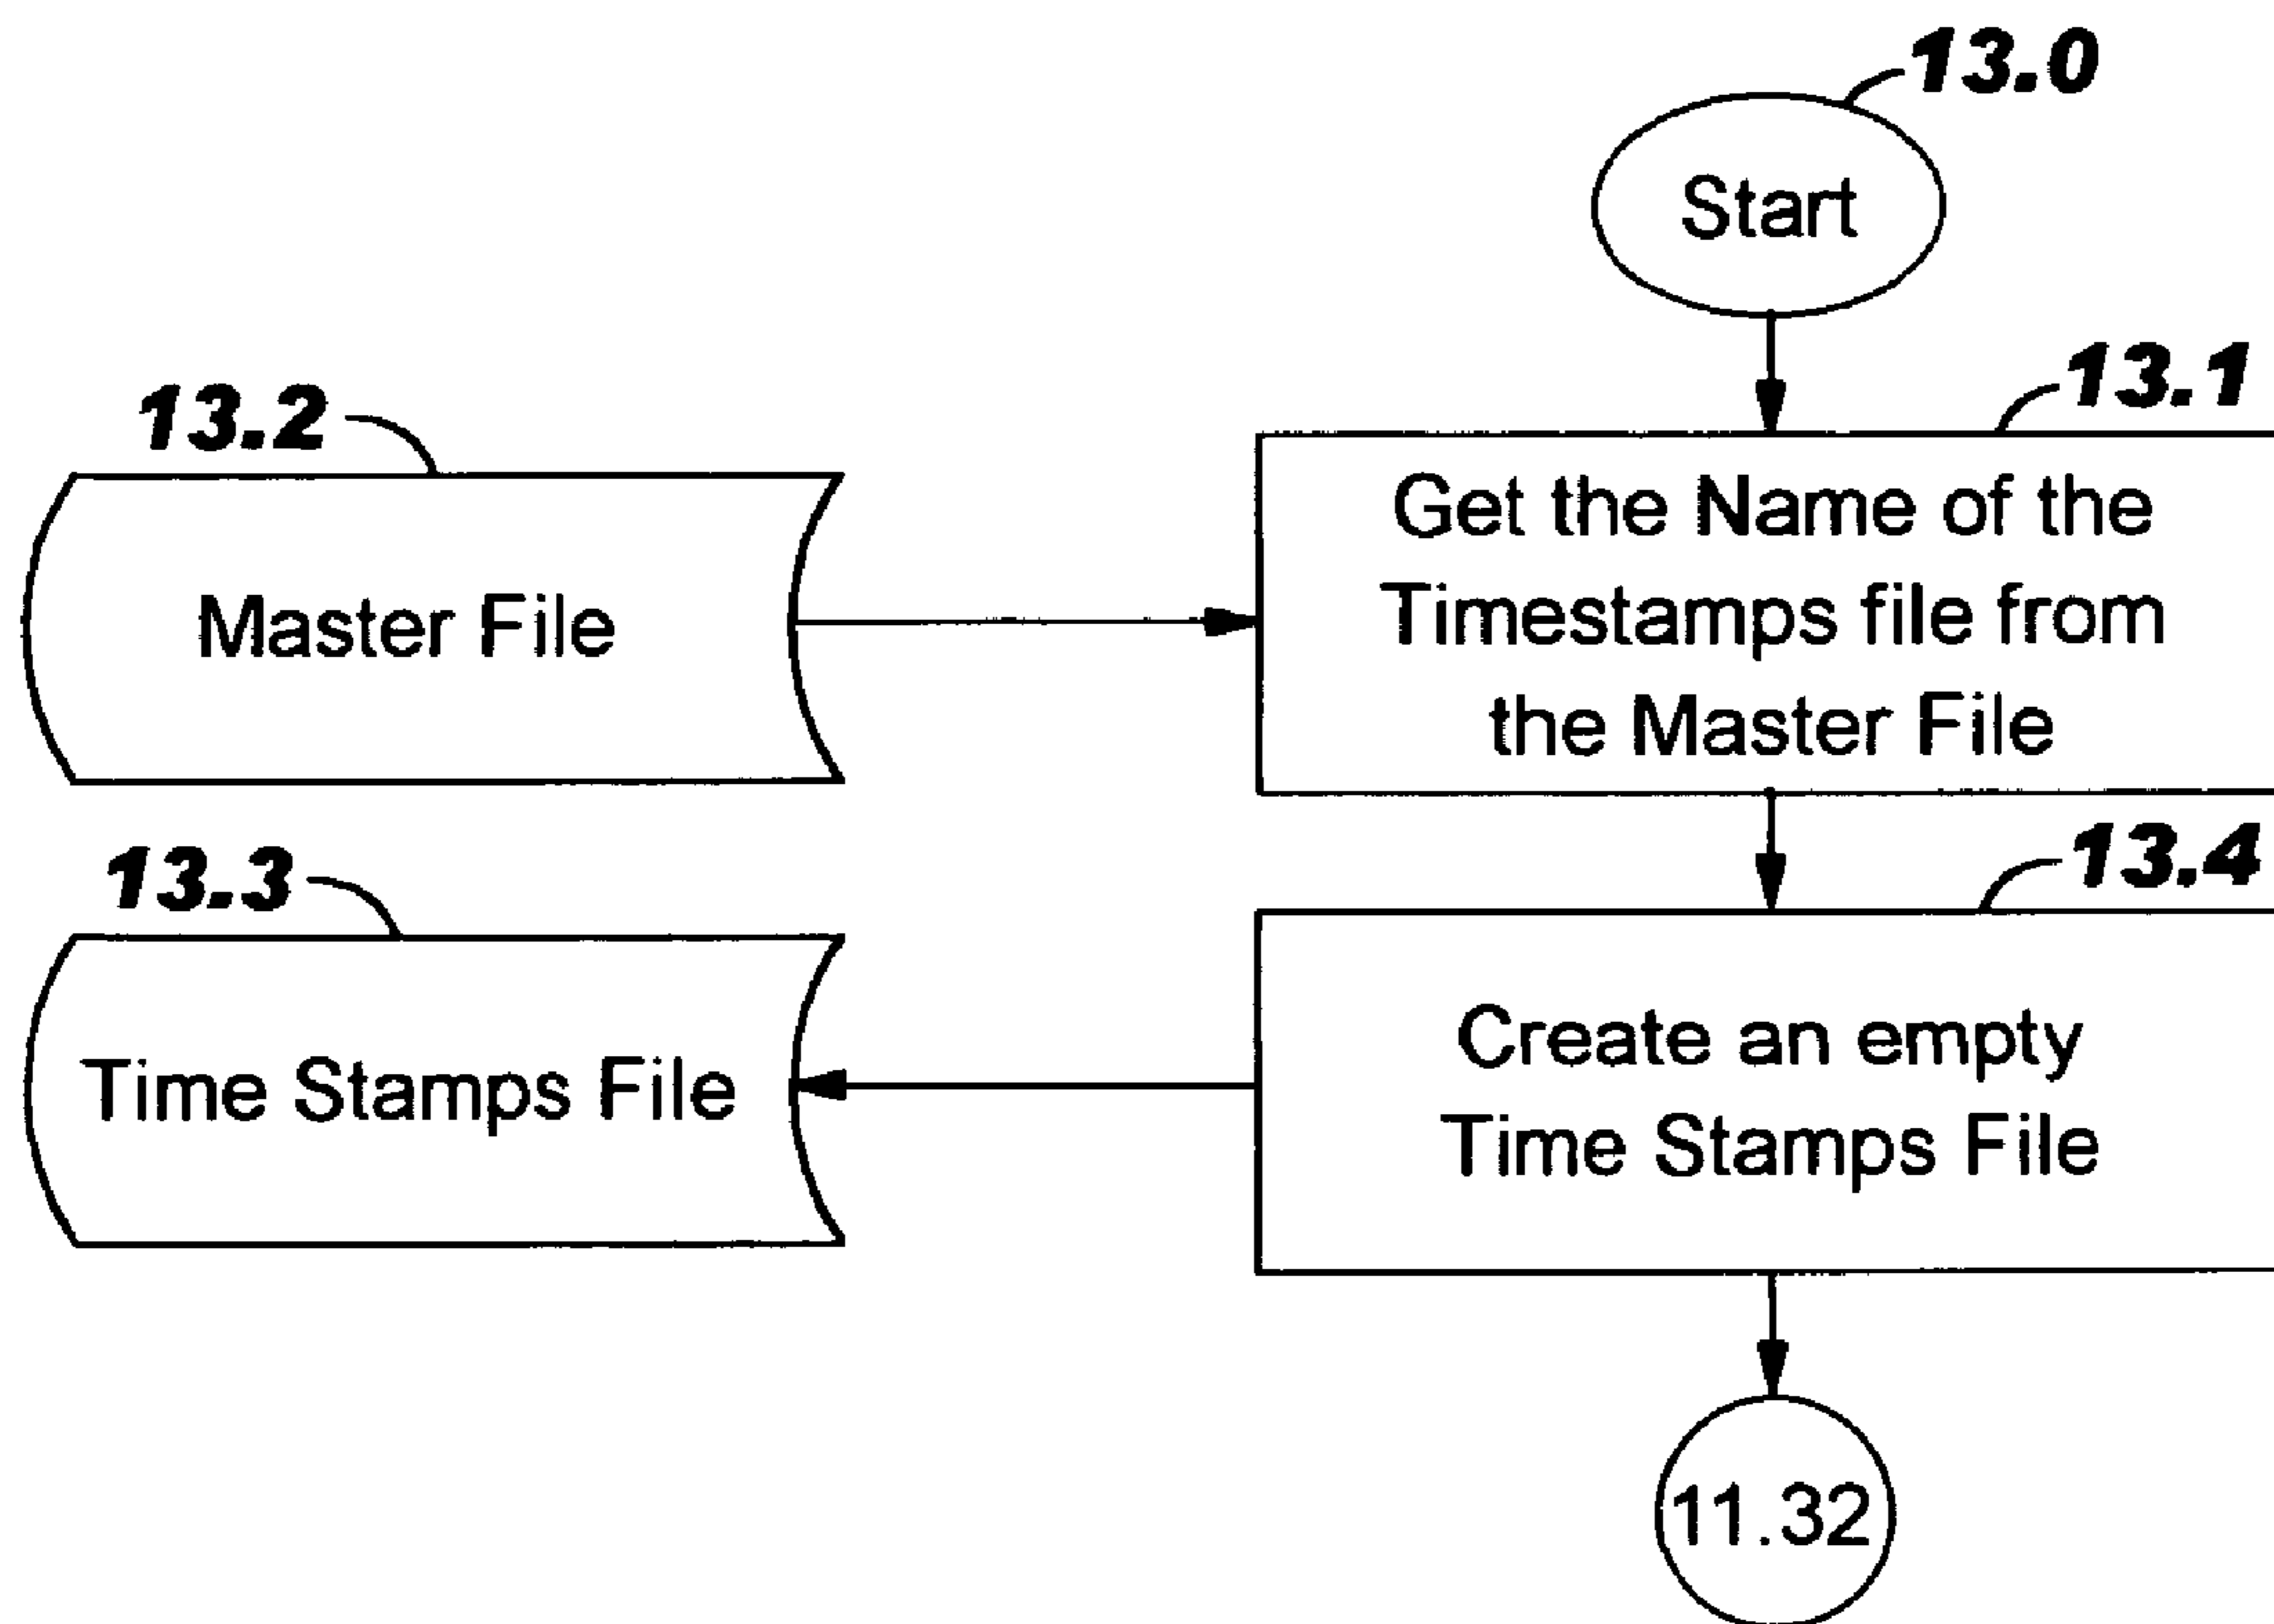 13.0
Start
13.1
13.2
Get the Name of the
Timestamps file from
the Master File
Master File
13.4
13.3
Create an empty
Time Stamps File
Time Stamps File
11.32